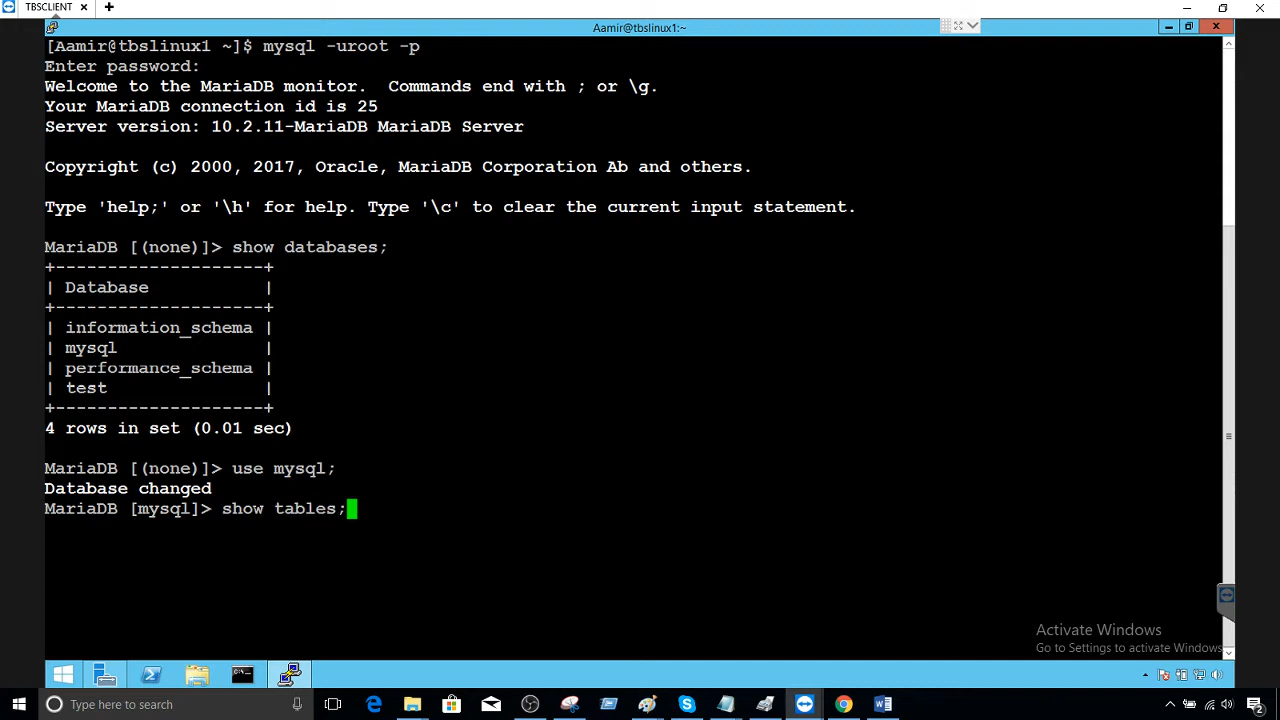 TBSCLIENT
Aamir@tbslinux1:~
[Aamir@tbslinux1 ~]$ mysql -uroot -p
Enter password:
Welcome to the MariaDB monitor.  Commands end with ; or \g.
Your MariaDB connection id is 25
Server version: 10.2.11-MariaDB MariaDB Server
Copyright (c) 2000, 2017, Oracle, MariaDB Corporation Ab and others.
Type 'help;' or '\h' for help. Type '\c' to clear the current input statement.
MariaDB [(none)]> show databases;
+--------------------+
| Database           |
+--------------------+
| information_schema |
| mysql              |
| performance_schema |
| test               |
+--------------------+
4 rows in set (0.01 sec)
MariaDB [(none)]> use mysql;
Database changed
MariaDB [mysql]> show tables;
Activate Windows
Go to Settings to activate Windows.
Type here to search
2